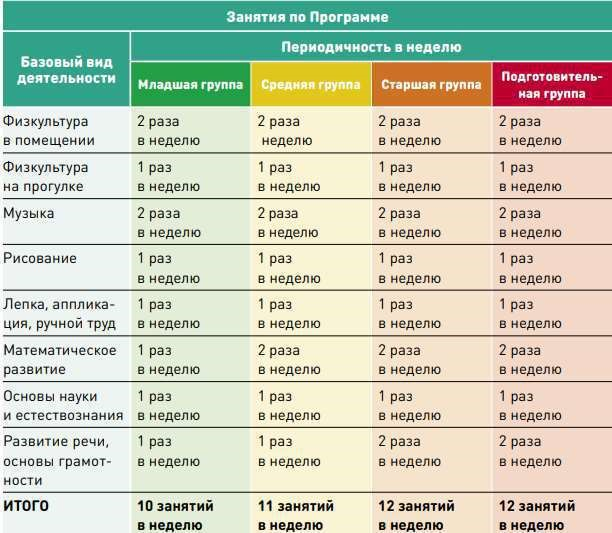 Занятия по Программе
Базовый вид
деятельности
Периодичность в неделю
Младшая группа
Средняя группа
Старшая группа
Подготовитель-
ная группа
Физкультура
в помещении
2 раза
в неделю
2 раза
неделю
2 раза
в неделю
2 раза
в неделю
Физкультура
на прогулке
1 раз
в неделю
1 раз
в неделю
1 раз
в неделю
1 раз
в неделю
Музыка
2 раза
в неделю
2 раза
в неделю
2 раза
в неделю
2 раза
в неделю
Рисование
1 раз
в неделю
1 раз
в неделю
1 раз
в неделю
1 раз
в неделю
Лепка, апплика-
ция, ручной труд
1 раз
в неделю
1 раз
в неделю
1 раз
в неделю
1 раз
в неделю
Математическое
развитие
1 раз
в неделю
2 раза
в неделю
2 раза
в неделю
2 раза
в неделю
Основы науки
и естествознания
1 раз
в неделю
1 раз
в неделю
1 раз
в неделю
1 раз
в неделю
Развитие речи,
основы грамот-
ности
1 раз
в неделю
1 раз
в неделю
2 раза
в неделю
2 раза
в неделю
ИТОГО
10 занятий
в неделю
11 занятий
в неделю
12 занятий
в неделю
12 занятий
в неделю